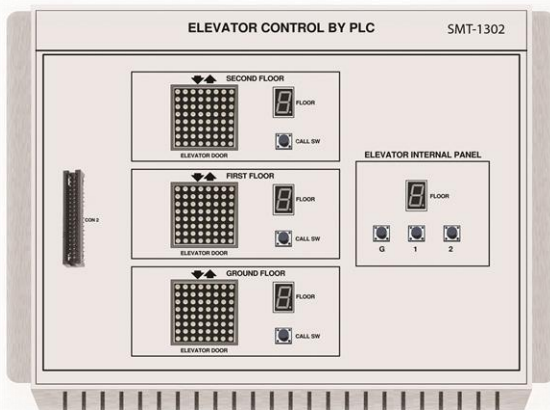 ELEVATOR CONTROL BY PLC SMT-1302
SECOND FLOOR
FLOOR
CALL SW
ELEVATOR DOOR
FIRST FLOOR
FLOOR
CALL SW
ELEVATOR DOOR
GROUND FLOOR
FLOOR
CALL SW
ELEVATOR DOOR
CON 2
ELEVATOR INTERNAL PANEL
FLOOR
G 1 2